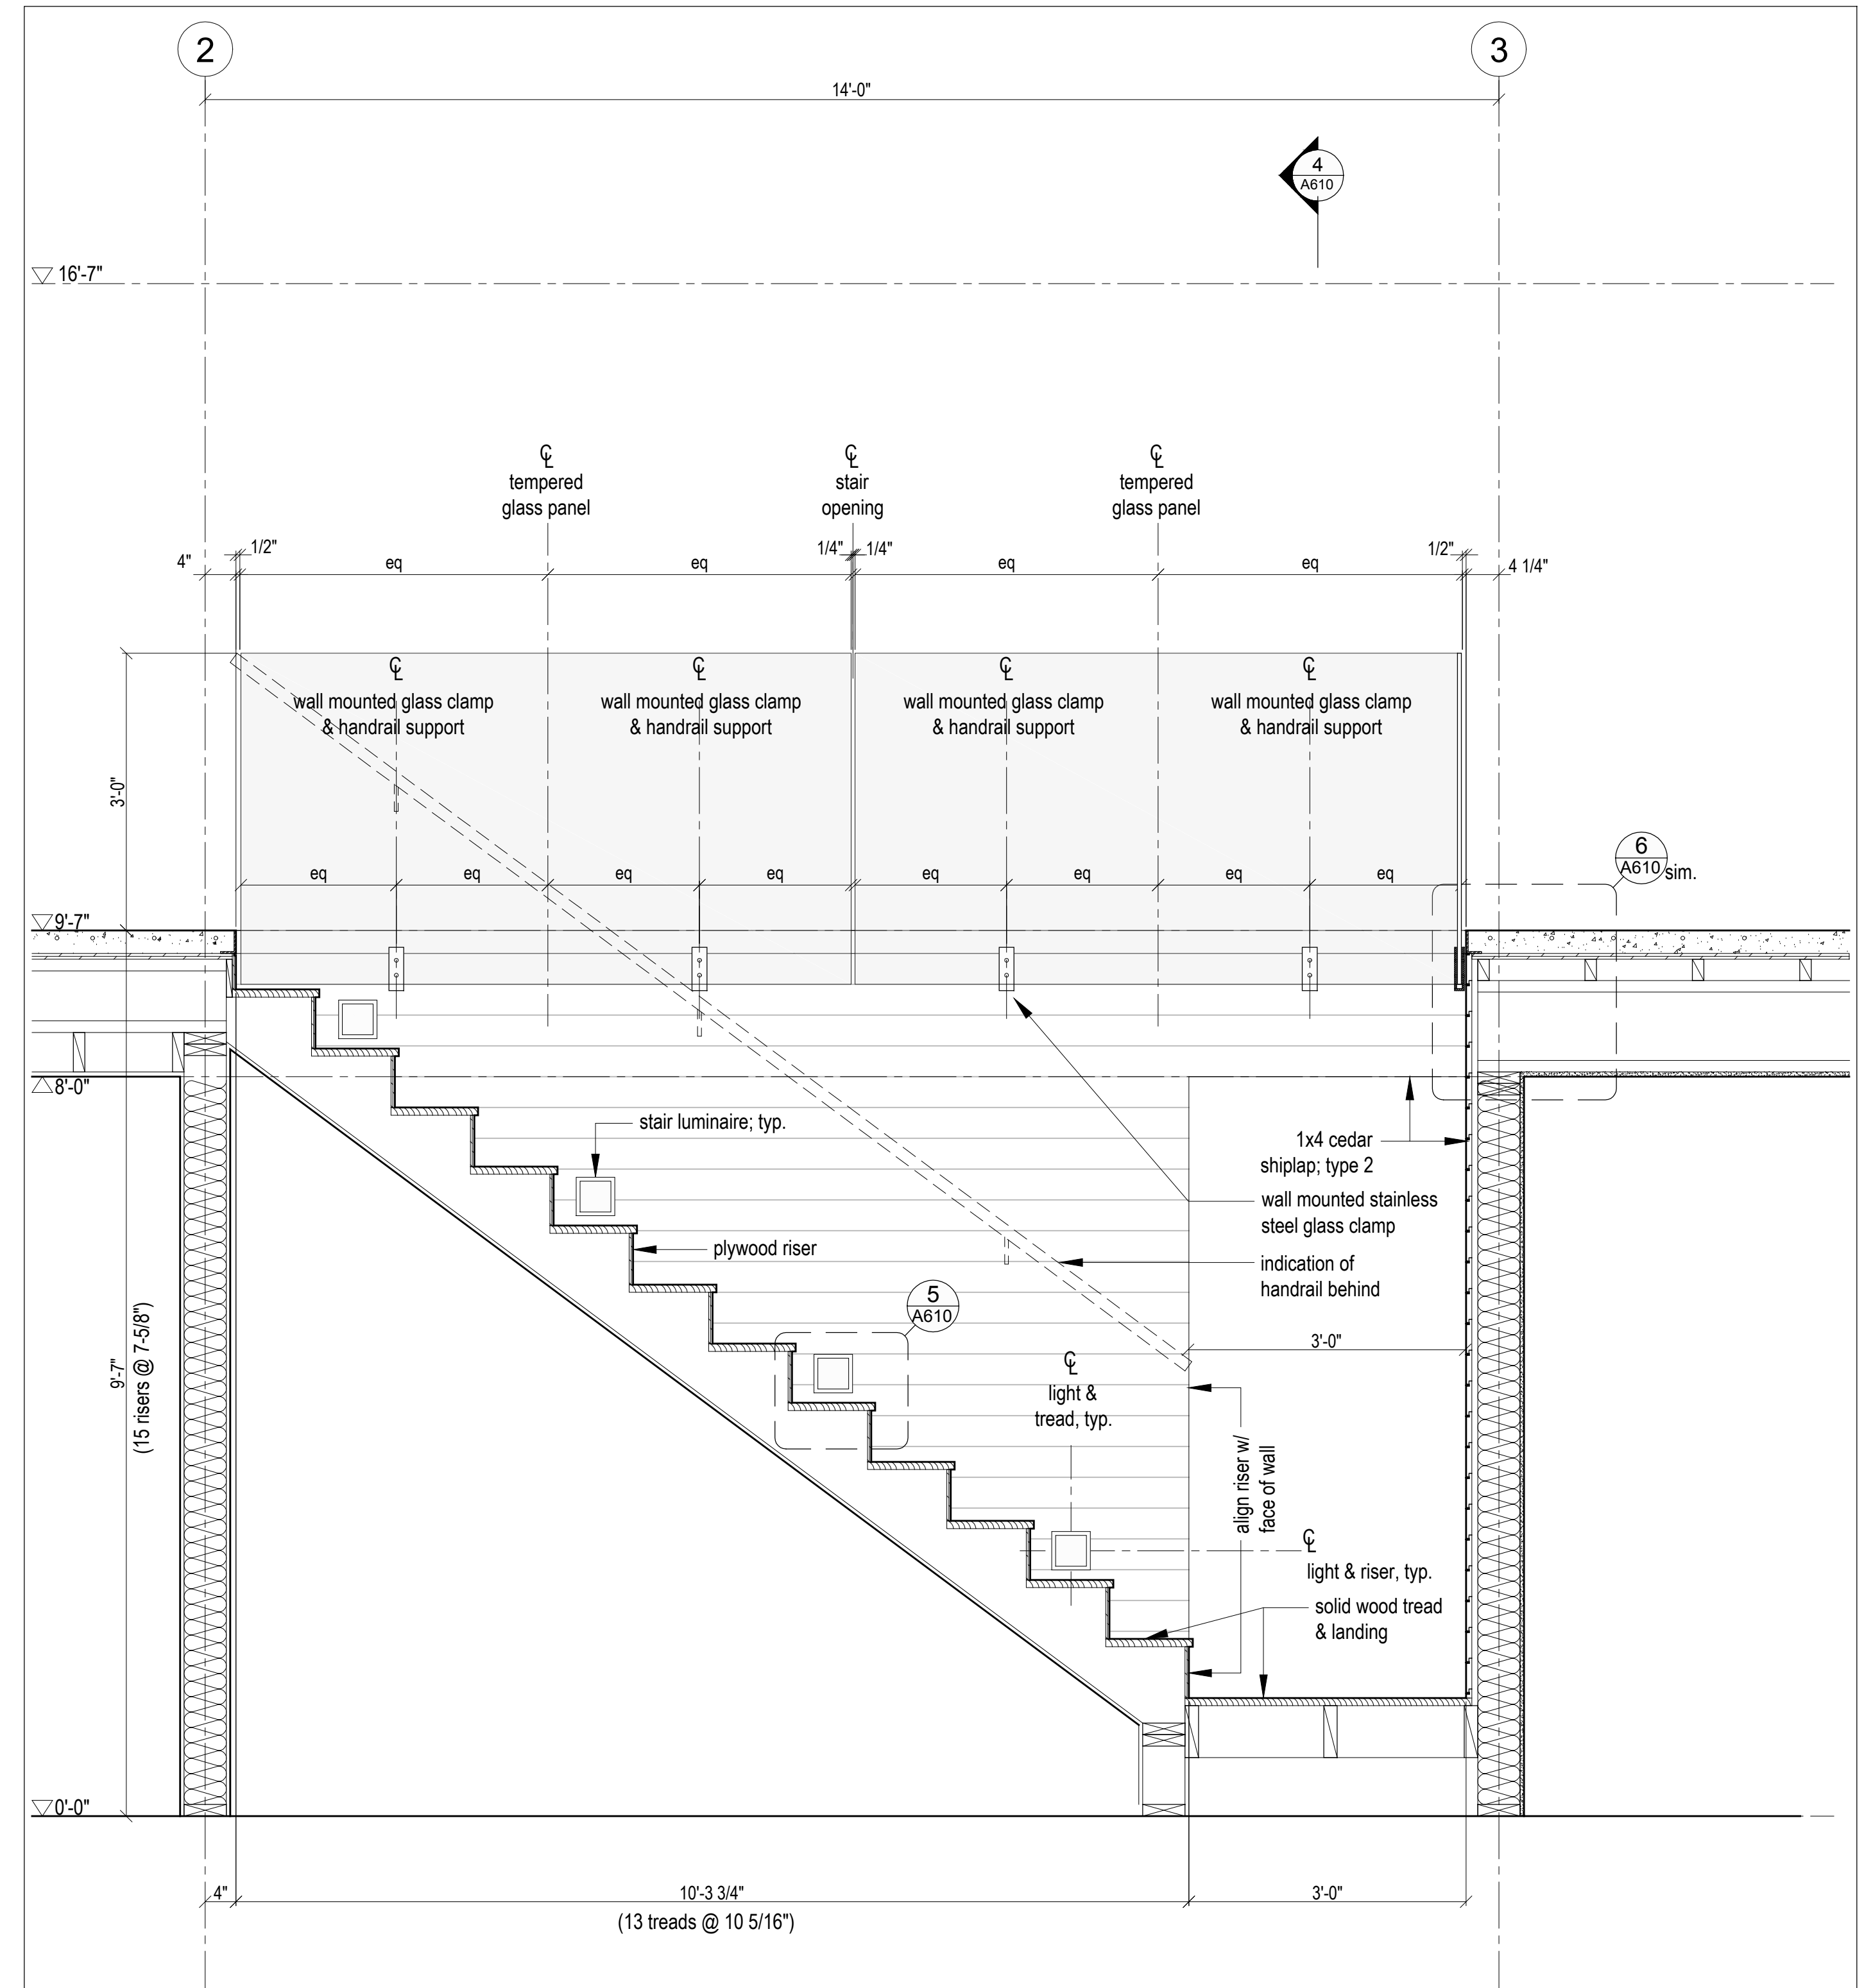 2
3
14'-0"
4
A610
16'-7"
℄
tempered
glass panel
℄
stair
opening
℄
tempered
glass panel
4"
1/2"
eq
eq
1/4"
1/4"
eq
eq
1/2"
4 1/4"
℄
wall mounted glass clamp
& handrail support
℄
wall mounted glass clamp
& handrail support
℄
wall mounted glass clamp
& handrail support
℄
wall mounted glass clamp
& handrail support
3'-0"
eq
eq
eq
eq
eq
eq
eq
eq
6
A610
sim.
9'-7"
8'-0"
stair luminaire; typ.
1x4 cedar
shiplap; type 2
wall mounted stainless
steel glass clamp
plywood riser
indication of
handrail behind
5
A610
3'-0"
9'-7"
(15 risers @ 7-5/8")
℄
light &
tread, typ.
align riser w/
face of wall
℄
light & riser, typ.
solid wood tread
& landing
0'-0"
4"
10'-3 3/4"
(13 treads @ 10 5/16")
3'-0"